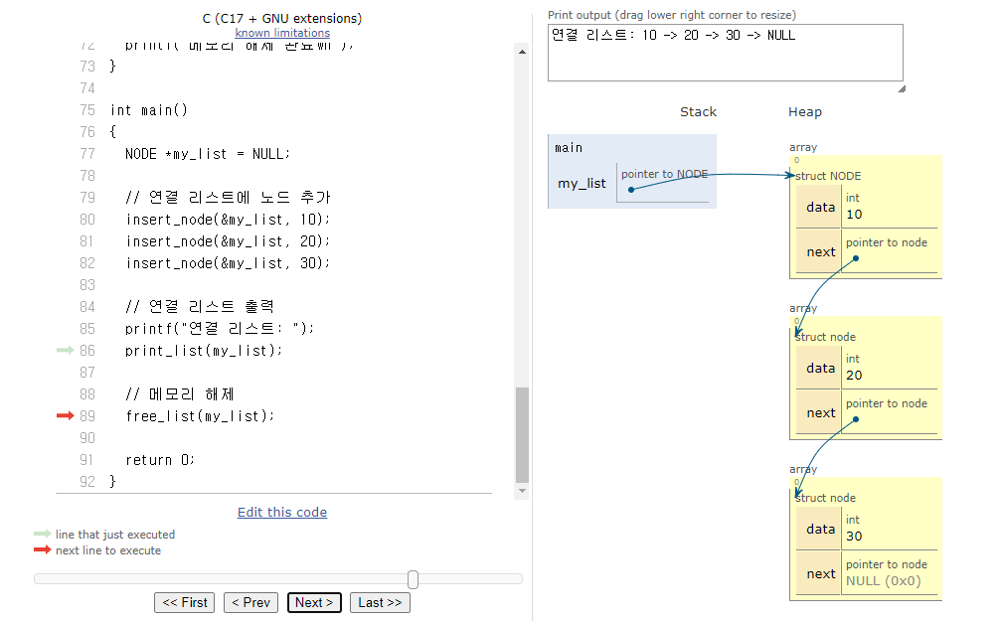 C (C17 + GNU extensions)
known limitations
73 }
74
75 int main()
76 {
77 NODE *my_list = NULL;
78
79 // 연결 리스트에 노드 추가
80 insert_node(&my_list, 10);
81 insert_node(&my_list, 20);
82 insert_node(&my_list, 30);
83
84 // 연결 리스트 출력
85 printf("연결 리스트: ");
86 print_list(my_list);
87
88 // 메모리 해제
89 free_list(my_list);
90
91 return 0;
92 }
Edit this code
line that just executed
next line to execute
<< First
< Prev
Next >
Last >>
Print output (drag lower right corner to resize)
연결 리스트: 10 -> 20 -> 30 -> NULL
Stack
Heap
main
my_list
pointer to NODE
array
0
struct NODE
data
int
10
next
pointer to node
array
0
struct node
data
int
20
next
pointer to node
array
0
struct node
data
int
30
next
pointer to node
NULL (0x0)